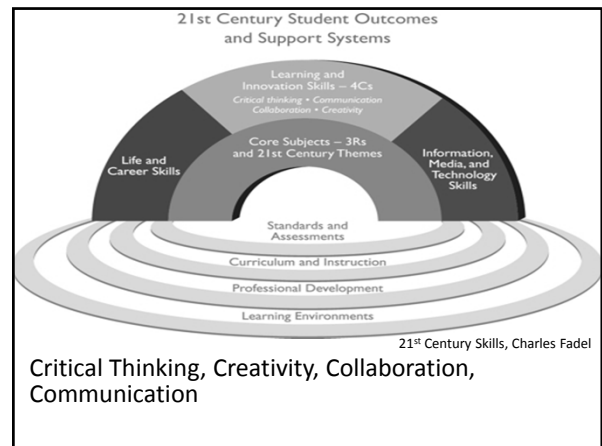 21st Century Student Outcomes
and Support Systems
Learning and
Innovation Skills – 4Cs
Critical thinking • Communication
Collaboration • Creativity
Core Subjects – 3Rs
and 21st Century Themes
Life and
Career Skills
Information,
Media, and
Technology
Skills
Standards and
Assessments
Curriculum and Instruction
Professional Development
Learning Environments
21st Century Skills, Charles Fadel
Critical Thinking, Creativity, Collaboration,
Communication